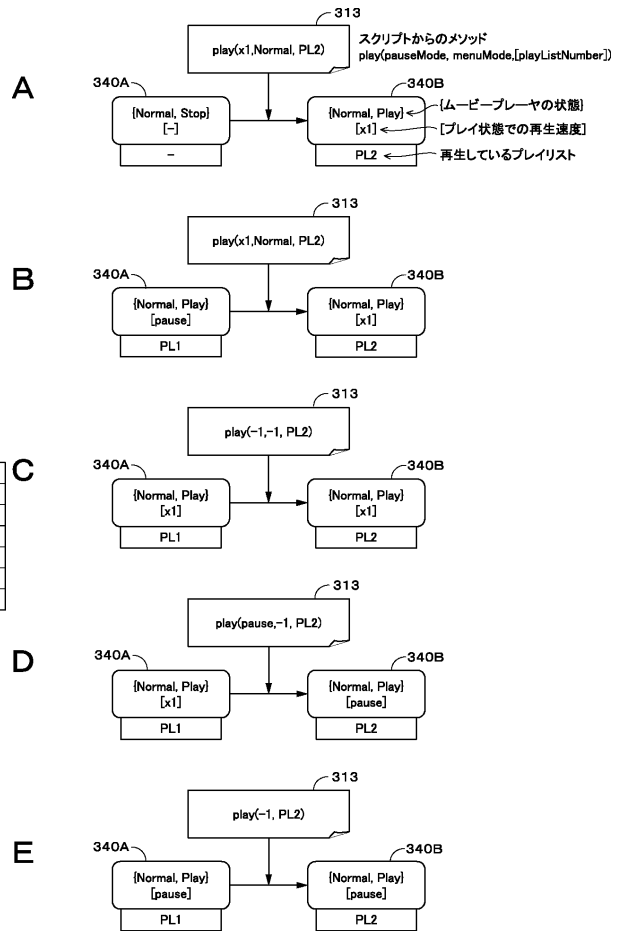 313
play(x1,Normal, PL2)
スクリプトからのメソッド
play(pauseMode, menuMode,[playListNumber])
A
340A
340B
{Normal, Stop}
[-]
-
{Normal, Play}
[x1]
PL2
{ムービープレーヤの状態}
[プレイ状態での再生速度]
再生しているプレイリスト
313
play(x1,Normal, PL2)
B
340A
340B
{Normal, Play}
[pause]
PL1
{Normal, Play}
[x1]
PL2
313
play(-1,-1, PL2)
C
340A
340B
{Normal, Play}
[x1]
PL1
{Normal, Play}
[x1]
PL2
313
play(pause,-1, PL2)
D
340A
340B
{Normal, Play}
[x1]
PL1
{Normal, Play}
[pause]
PL2
313
play(-1, PL2)
E
340A
340B
{Normal, Play}
[pause]
PL1
{Normal, Play}
[pause]
PL2